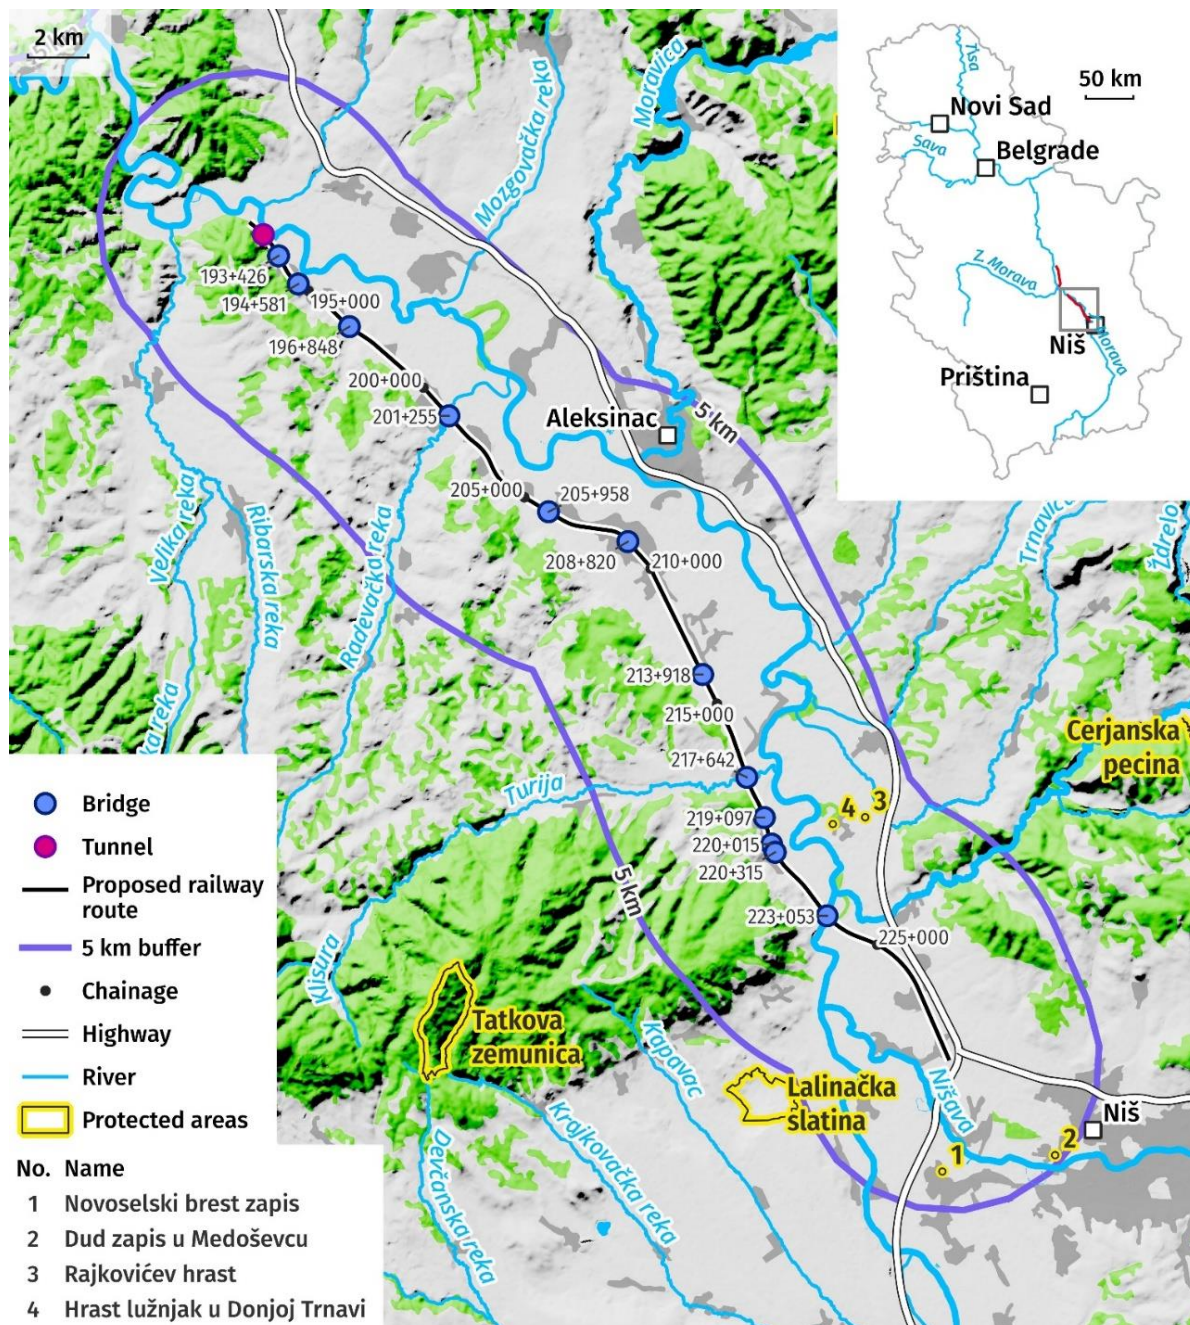 2 km
Mozgovačka reka
Moravica
193+426
194+581
195+000
196+848
200+000
201+255
Aleksinac
5 km
205+000
205+958
208+820
210+000
Velika reka
Ribarska reka
Radevačka reka
213+918
215+000
217+642
Turija
219+097
220+015
220+315
5 km
223+053
225+000
4
3
Cerjanska
pecina
Klisura
Tatkova
zemunica
Kapavac
Lalinačka
slatina
Nišava
Niš
1
2
Devčanska reka
Krajkovačka reka
50 km
Tisa
Novi Sad
Sava
Belgrade
Z. Morava
Morava
Niš
Priština
Bridge
Tunnel
Proposed railway
route
5 km buffer
Chainage
Highway
River
Protected areas
No. Name
1 Novoselski brest zapis
2 Dud zapis u Medoševcu
3 Rajkovićev hrast
4 Hrast lužnjak u Donjoj Trnavi